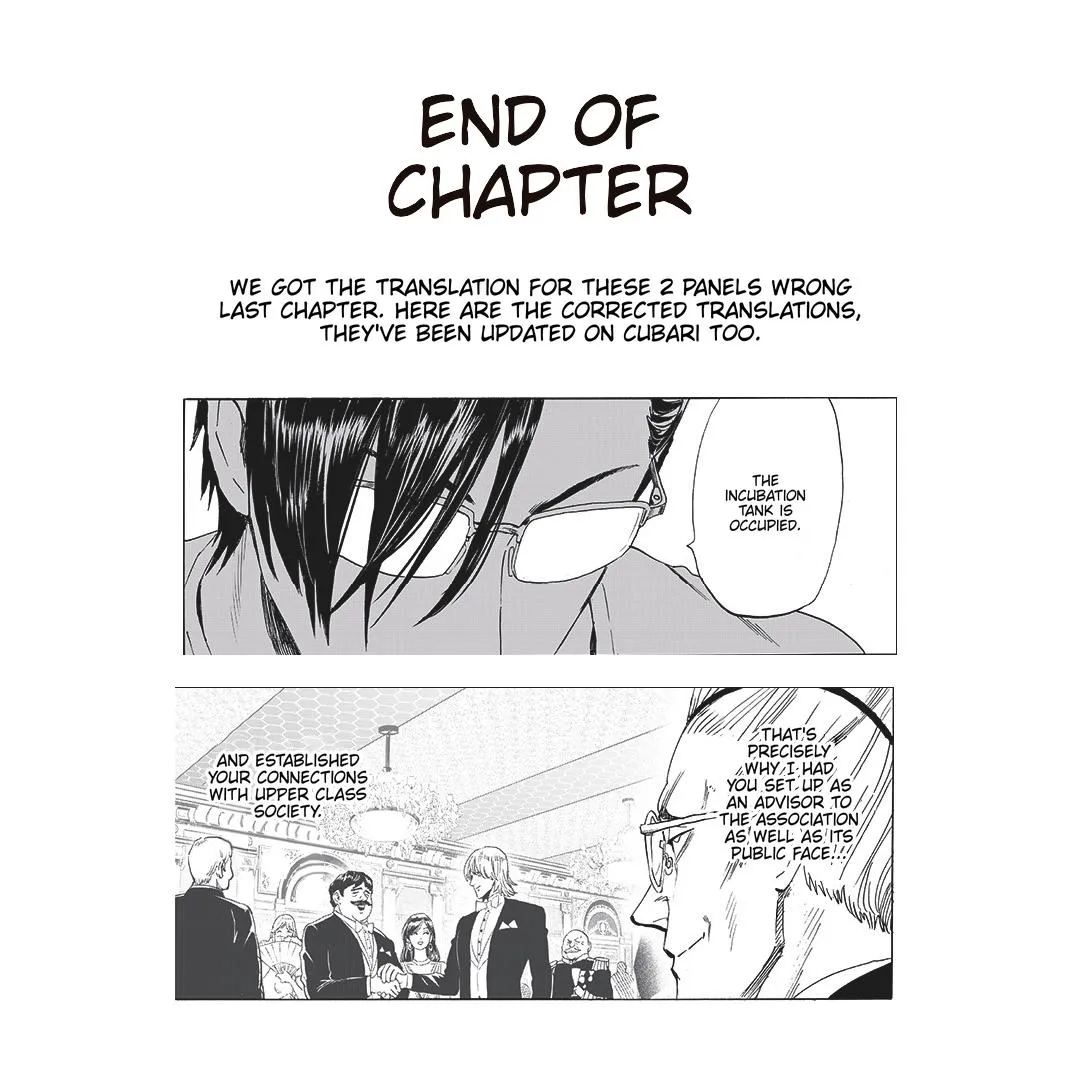 END OF
CHAPTER
WE GOT THE TRANSLATION FOR THESE 2 PANELS WRONG
LAST CHAPTER. HERE ARE THE CORRECTED TRANSLATIONS,
THEY'VE BEEN UPDATED ON CUBARI TOO.
THE
INCUBATION
TANK IS
OCCUPIED.
THAT'S
PRECISELY
WHY I HAD
YOU SET UP AS
AN ADVISOR TO
THE ASSOCIATION
AS WELL AS ITS
PUBLIC FACE...
AND ESTABLISHED
YOUR CONNECTIONS
WITH UPPER CLASS
SOCIETY.